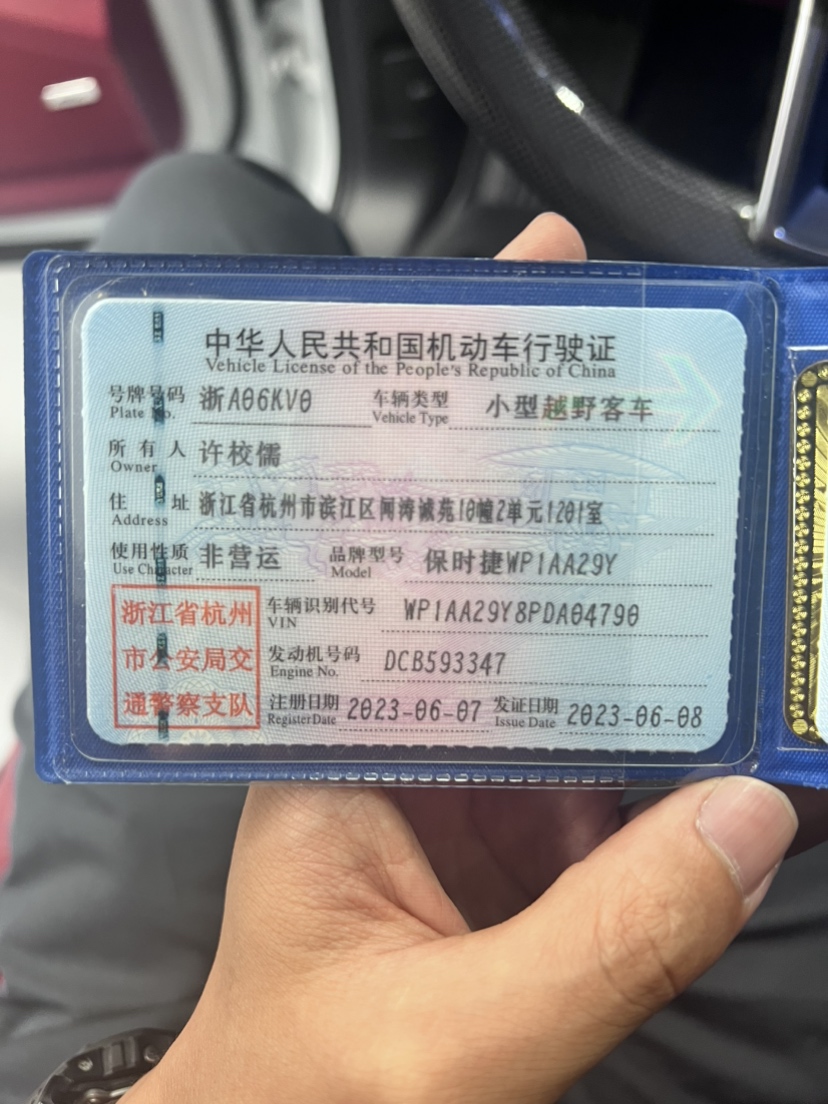 中华人民共和国机动车行驶证
Vehicle License of the People's Republic of China
号牌号码 浙A06KV0 车辆类型 小型越野客车
Plate No. Vehicle Type
所有人 许校儒
Owner
住址 浙江省杭州市滨江区闻涛诚苑10幢2单元1201室
Address
使用性质 非营运 品牌型号 保时捷WP1AA29Y
Use Character Model
浙江省杭州 车辆识别代号 WP1AA29Y8PDA04790
VIN
市公安局交 发动机号码 DCB593347
Engine No.
通警察支队 注册日期 2023-06-07 发证日期 2023-06-08
Register Date Issue Date